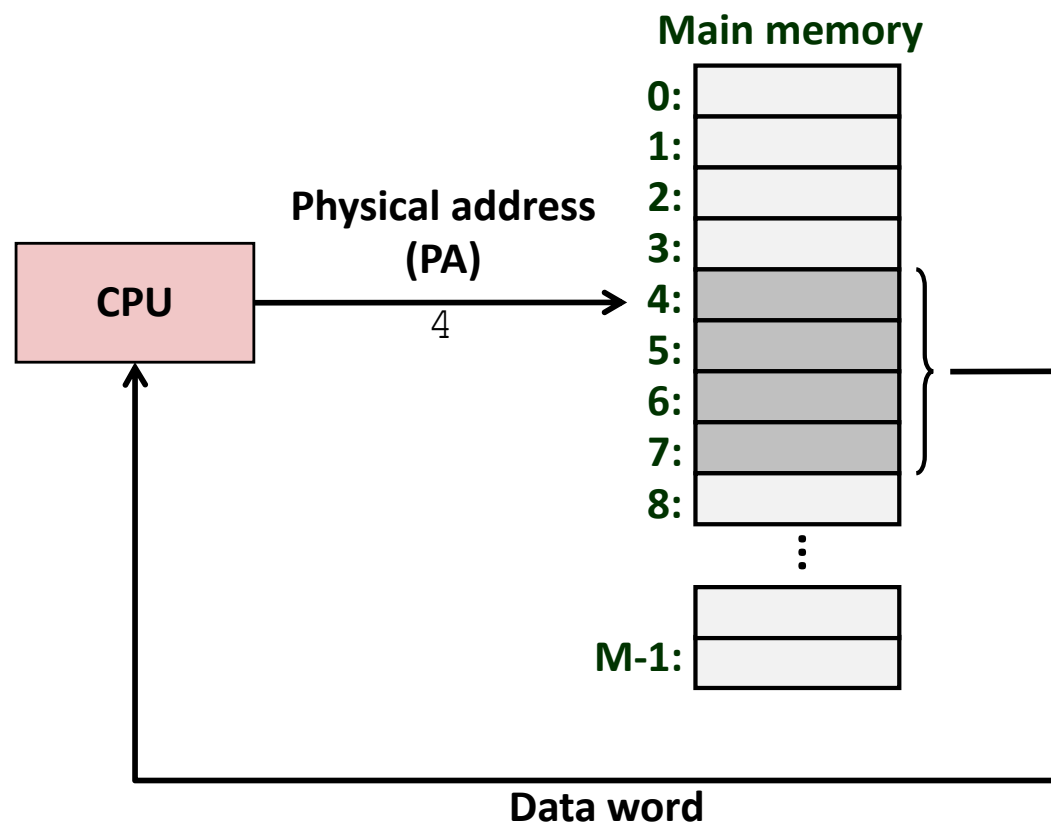 Main memory
0:
1:
2:
Physical address
(PA)
3:
CPU
4:
4
5:
6:
7:
8:
...
M-1:
Data word